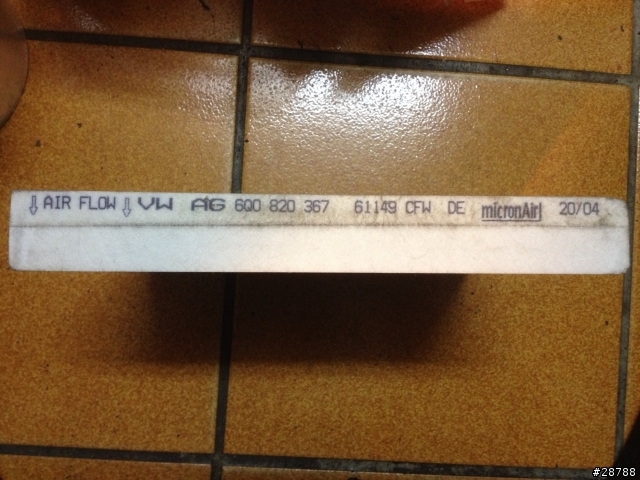 ⇩ AIR FLOW ⇩ VW AG 6Q0 820 367 61149 CFW DE micronAir 20/04
#28788